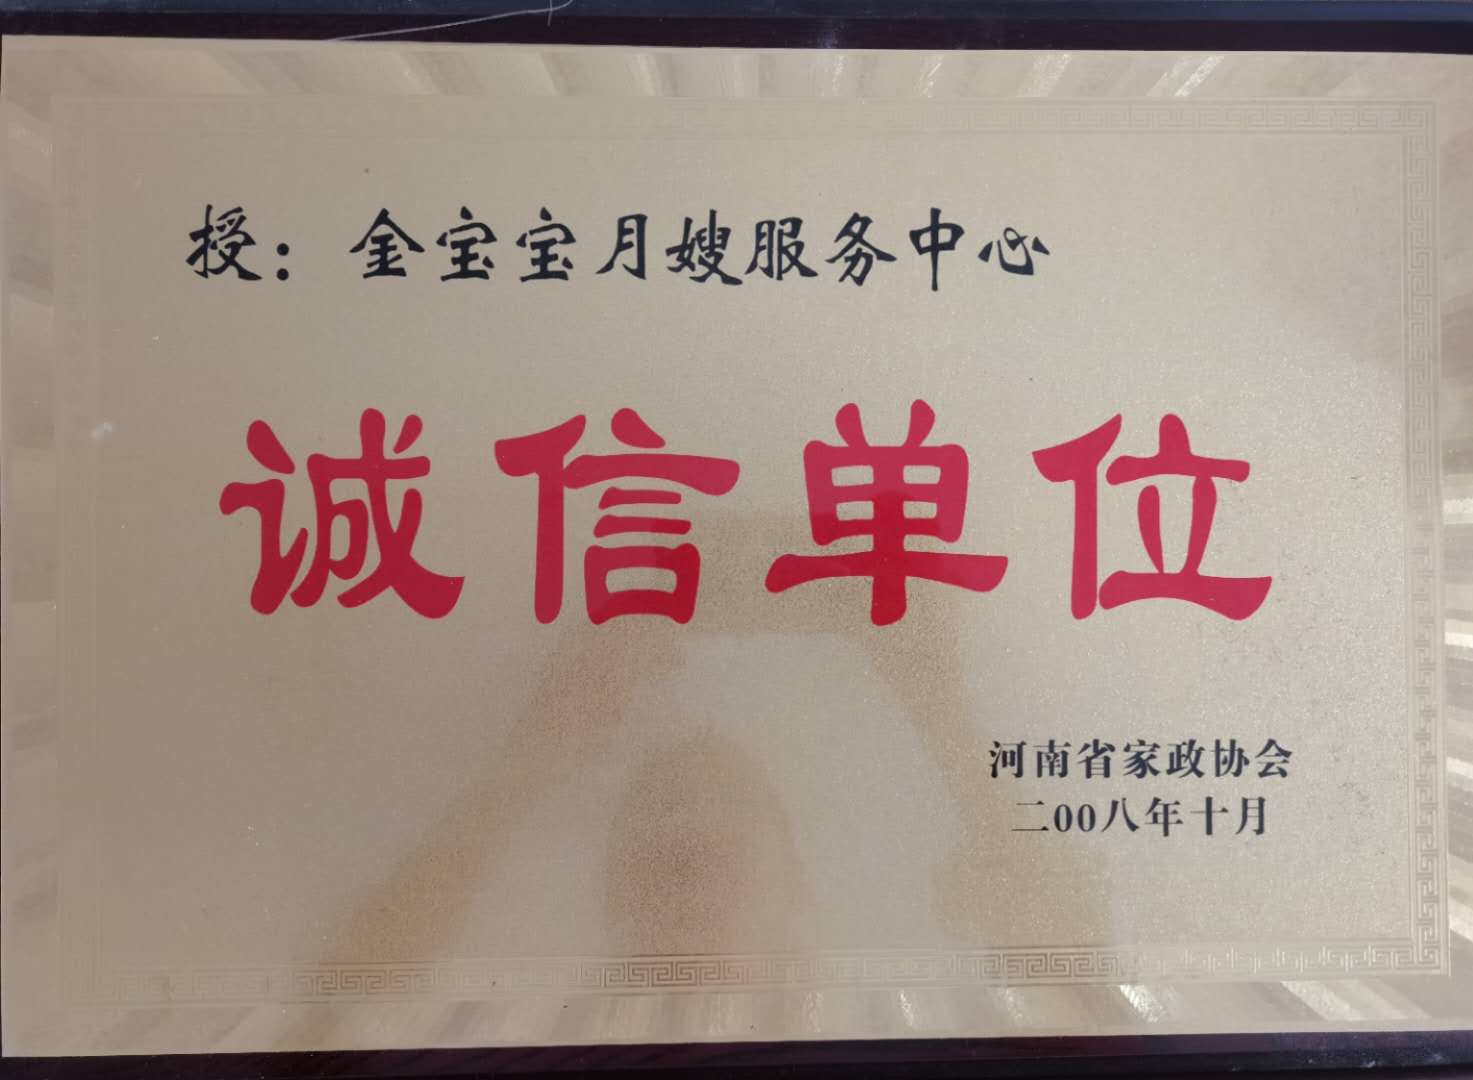 授：金宝宝月嫂服务中心
诚信单位
河南省家政协会
二00八年十月